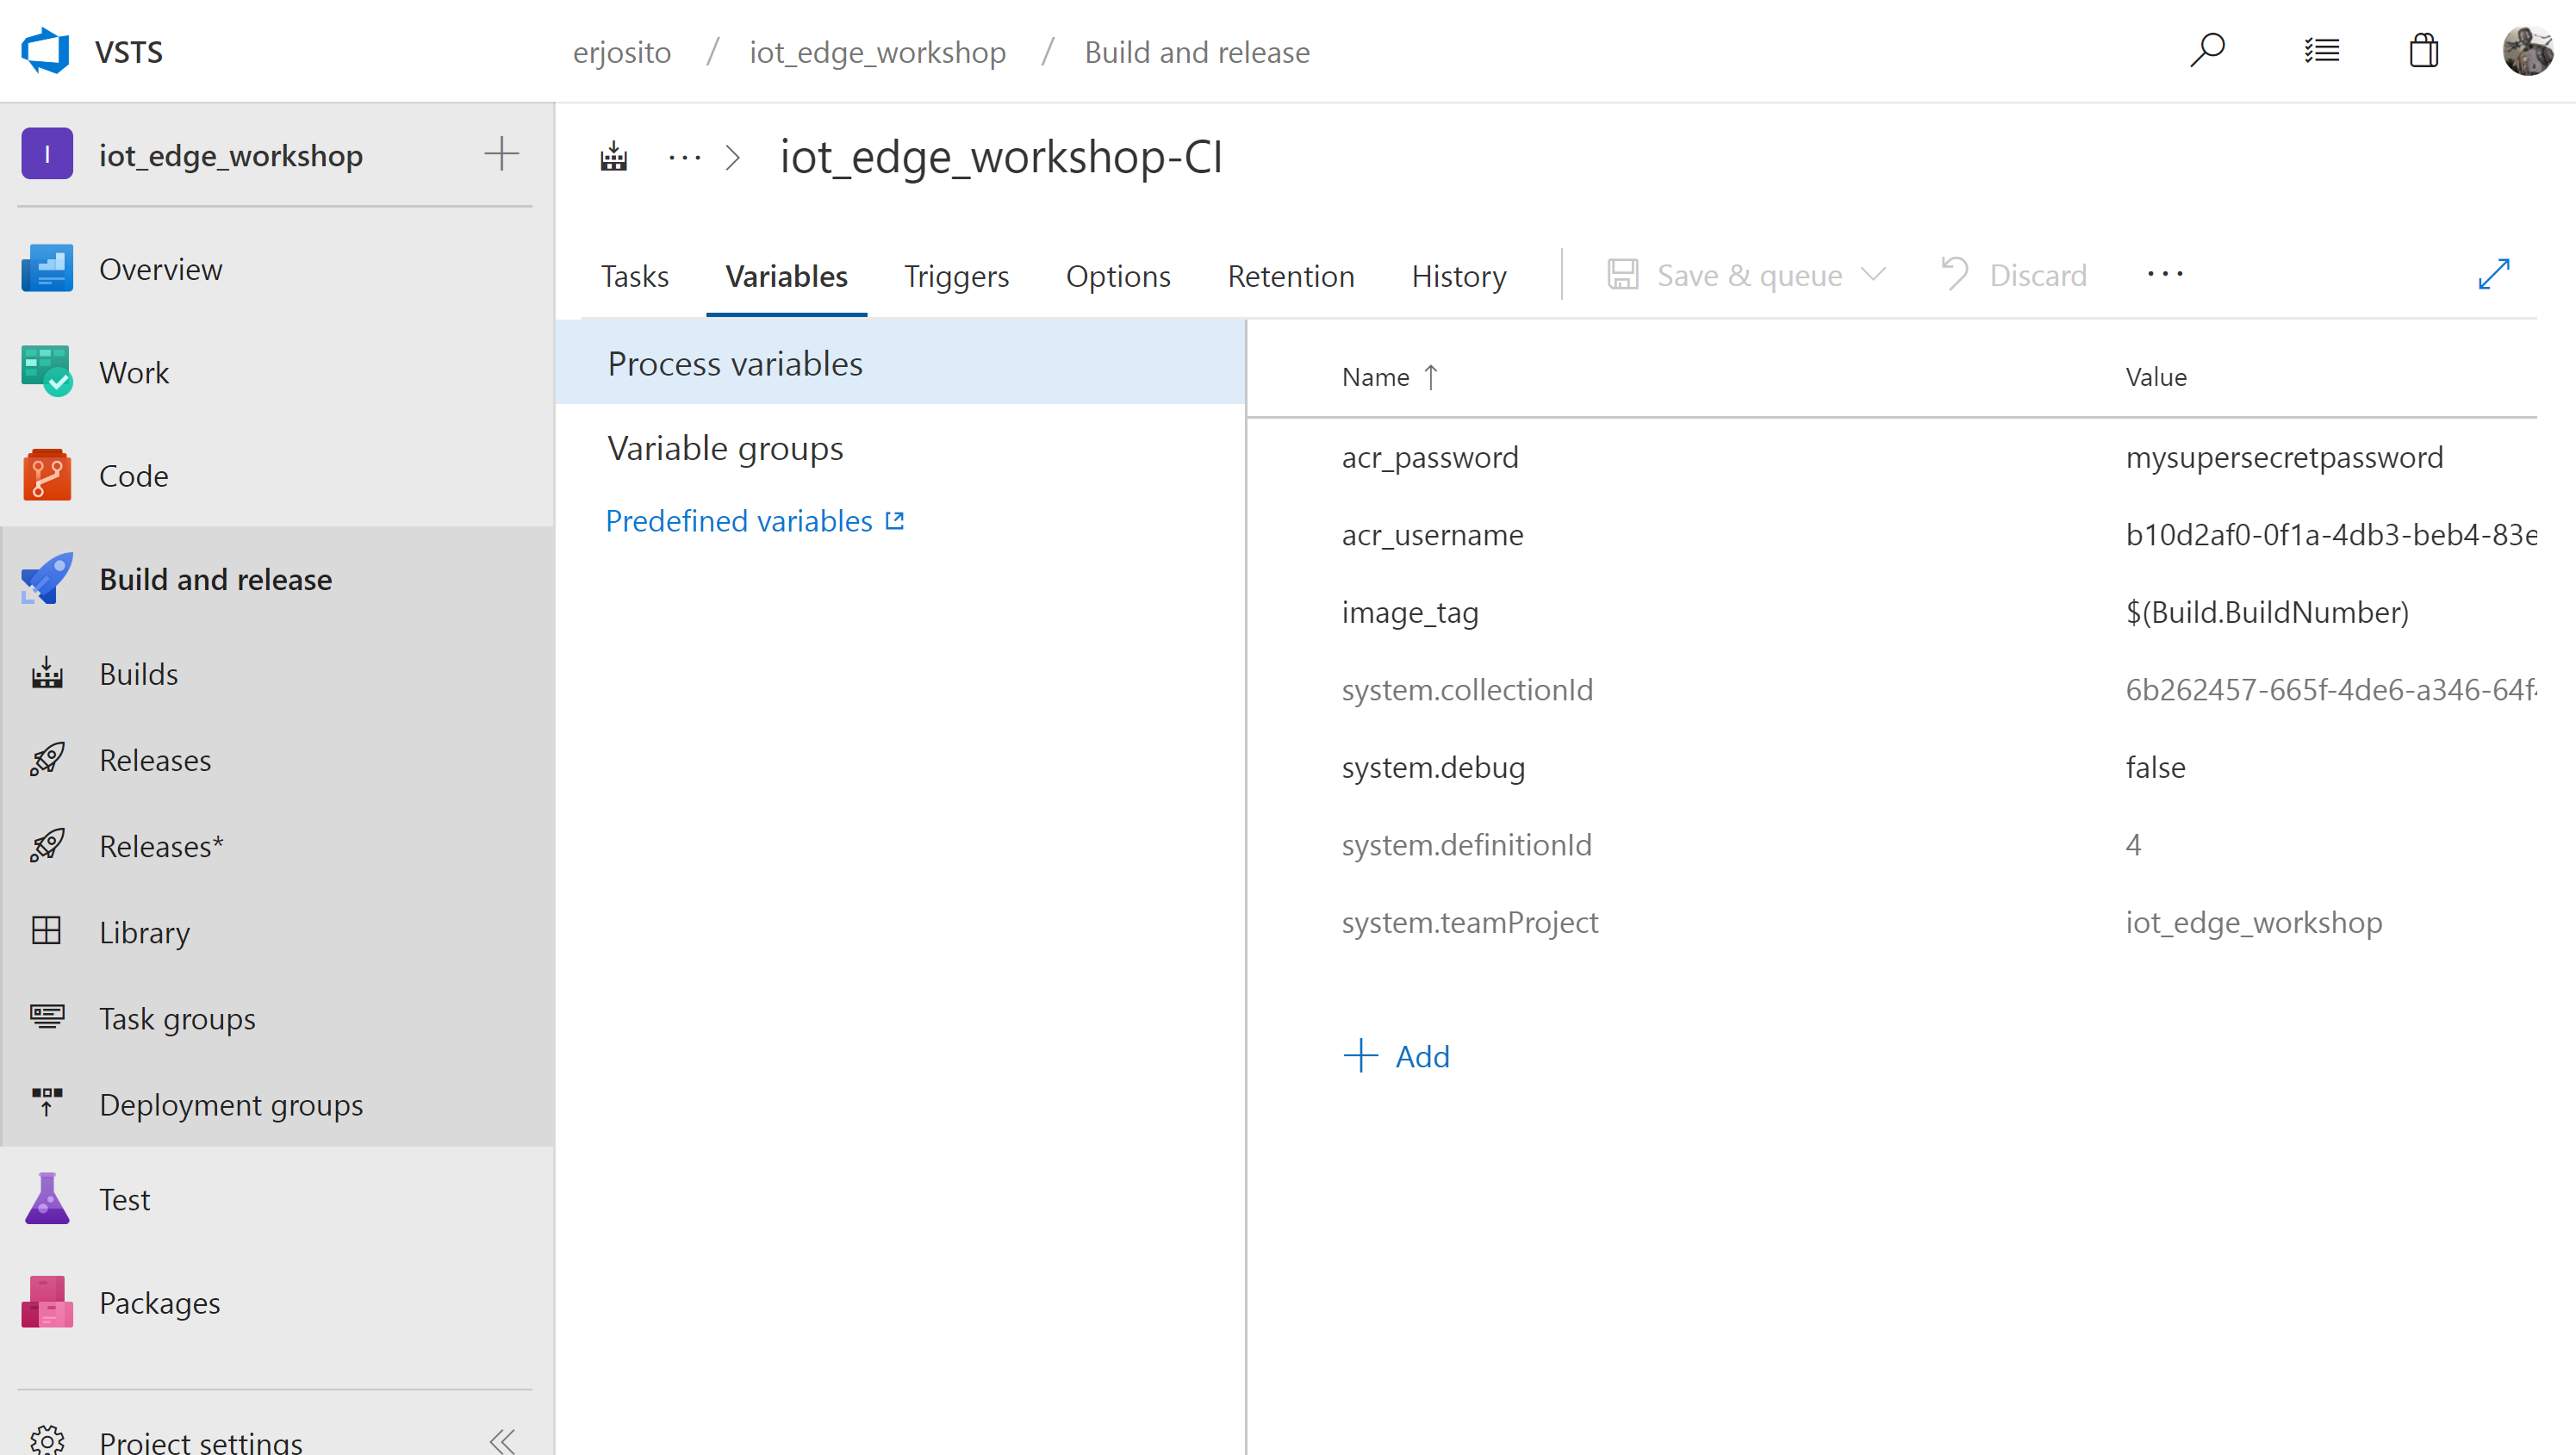 VSTS
erjosito / iot_edge_workshop / Build and release
I iot_edge_workshop
Overview
Work
Code
Build and release
Builds
Releases
Releases*
Library
Task groups
Deployment groups
Test
Packages
Project settings
... > iot_edge_workshop-CI
Tasks Variables Triggers Options Retention History Save & queue Discard ...
Process variables
Variable groups
Predefined variables
Name ↑ Value
acr_password mysupersecretpassword
acr_username b10d2af0-0f1a-4db3-beb4-83e
image_tag $(Build.BuildNumber)
system.collectionId 6b262457-665f-4de6-a346-64f
system.debug false
system.definitionId 4
system.teamProject iot_edge_workshop
+ Add